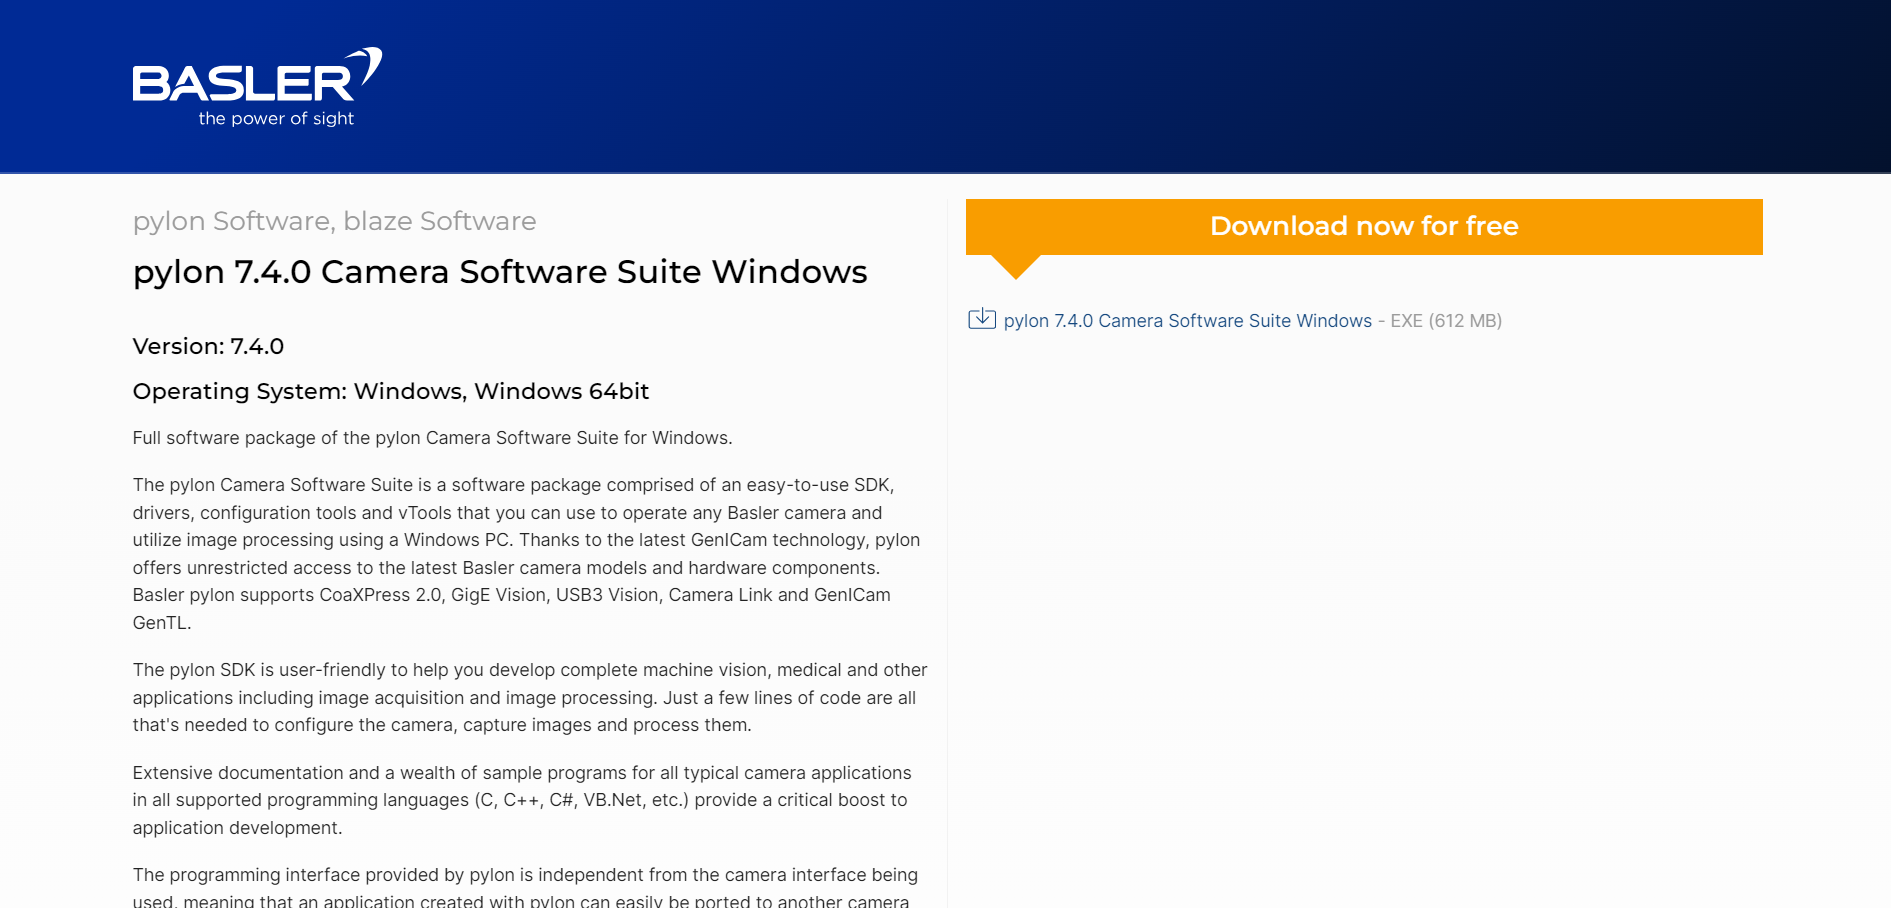 BASLER
the power of sight
pylon Software, blaze Software
pylon 7.4.0 Camera Software Suite Windows
Version: 7.4.0
Operating System: Windows, Windows 64bit
Full software package of the pylon Camera Software Suite for Windows.
The pylon Camera Software Suite is a software package comprised of an easy-to-use SDK,
drivers, configuration tools and vTools that you can use to operate any Basler camera and
utilize image processing using a Windows PC. Thanks to the latest GenICam technology, pylon
offers unrestricted access to the latest Basler camera models and hardware components.
Basler pylon supports CoaXPress 2.0, GigE Vision, USB3 Vision, Camera Link and GenICam
GenTL.
The pylon SDK is user-friendly to help you develop complete machine vision, medical and other
applications including image acquisition and image processing. Just a few lines of code are all
that's needed to configure the camera, capture images and process them.
Extensive documentation and a wealth of sample programs for all typical camera applications
in all supported programming languages (C, C++, C#, VB.Net, etc.) provide a critical boost to
application development.
The programming interface provided by pylon is independent from the camera interface being
used, meaning that an application created with pylon can easily be ported to another camera
Download now for free
pylon 7.4.0 Camera Software Suite Windows - EXE (612 MB)